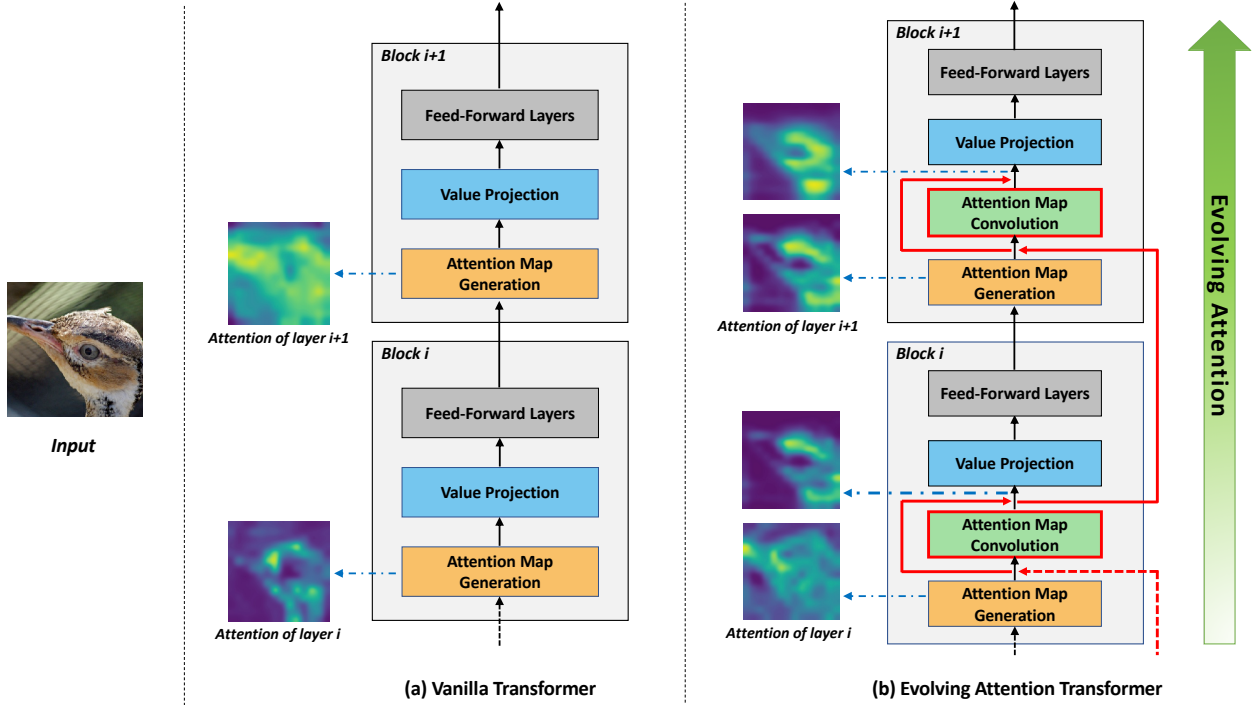 Input
Block i+1
Feed-Forward Layers
Value Projection
Attention Map
Generation
Attention of layer i+1
Block i
Feed-Forward Layers
Value Projection
Attention Map
Generation
Attention of layer i
(a) Vanilla Transformer
Block i+1
Feed-Forward Layers
Value Projection
Attention Map
Convolution
Attention Map
Generation
Attention of layer i+1
Block i
Feed-Forward Layers
Value Projection
Attention Map
Convolution
Attention Map
Generation
Attention of layer i
(b) Evolving Attention Transformer
Evolving Attention